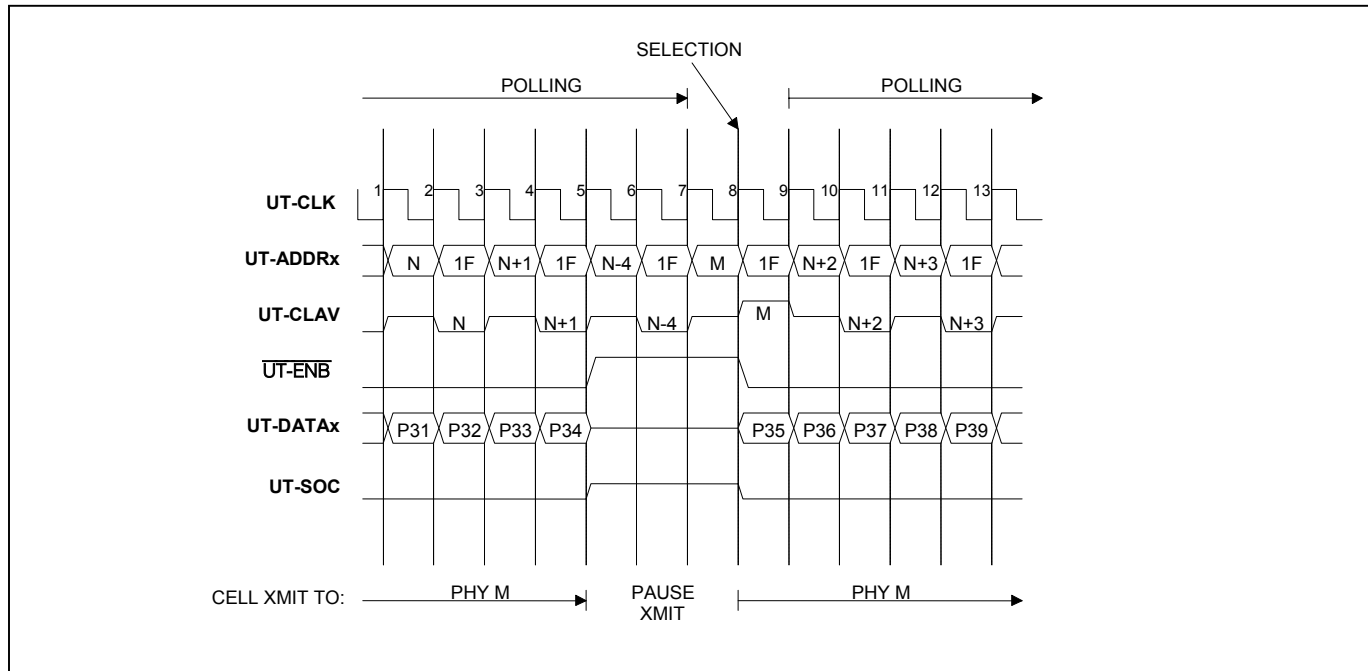 SELECTION
POLLING POLLING
UT-CLK 1 2 3 4 5 6 7 8 9 10 11 12 13
UT-ADDRx N 1F N+1 1F N-4 1F M 1F N+2 1F N+3 1F
UT-CLAV N N+1 N-4 M N+2 N+3
UT-ENB
UT-DATAx P31 P32 P33 P34 P35 P36 P37 P38 P39
UT-SOC
CELL XMIT TO: PHY M PAUSE PHY M
XMIT